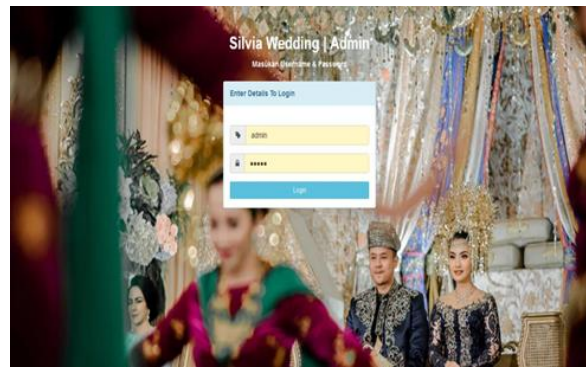 Silvia Wedding | Admin
Masukan Username & Password
Enter Details To Login
admin
•••••
Login